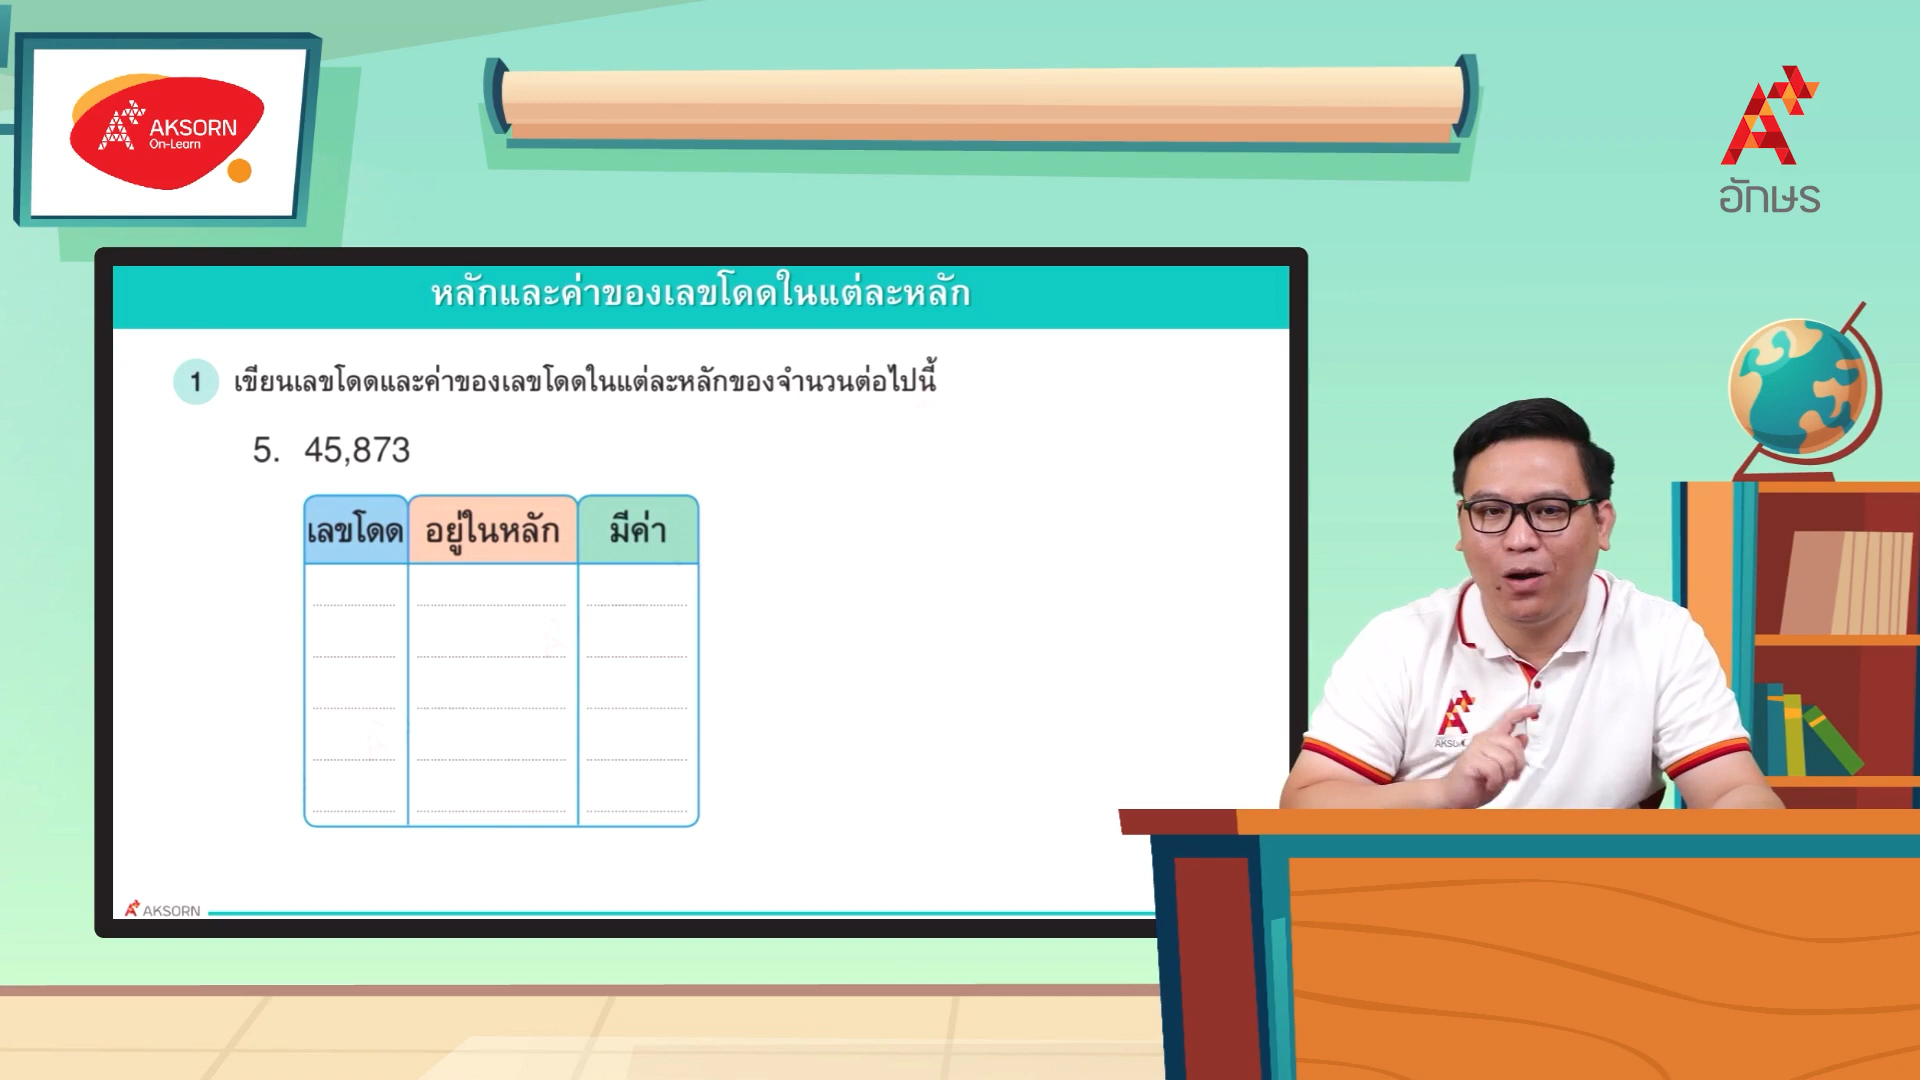 AKSORN
On-Learn
อักษร
หลักและค่าของเลขโดดในแต่ละหลัก
1 เขียนเลขโดดและค่าของเลขโดดในแต่ละหลักของจำนวนต่อไปนี้
5. 45,873
เลขโดด อยู่ในหลัก มีค่า
AKSORN